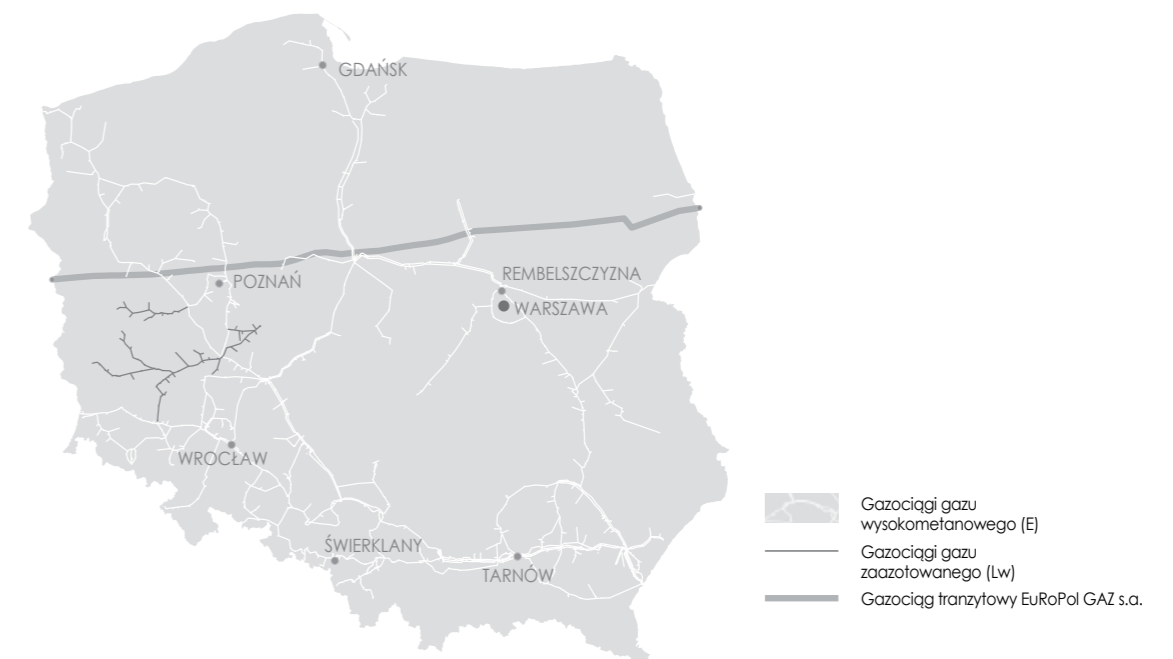 GDAŃSK
REMBELSZCZYZNA
POZNAŃ
WARSZAWA
WROCŁAW
ŚWIERKLANY
TARNÓW
Gazociągi gazu
wysokometanowego (E)
Gazociągi gazu
zaazotowanego (Lw)
Gazociąg tranzytowy EuRoPol GAZ s.a.